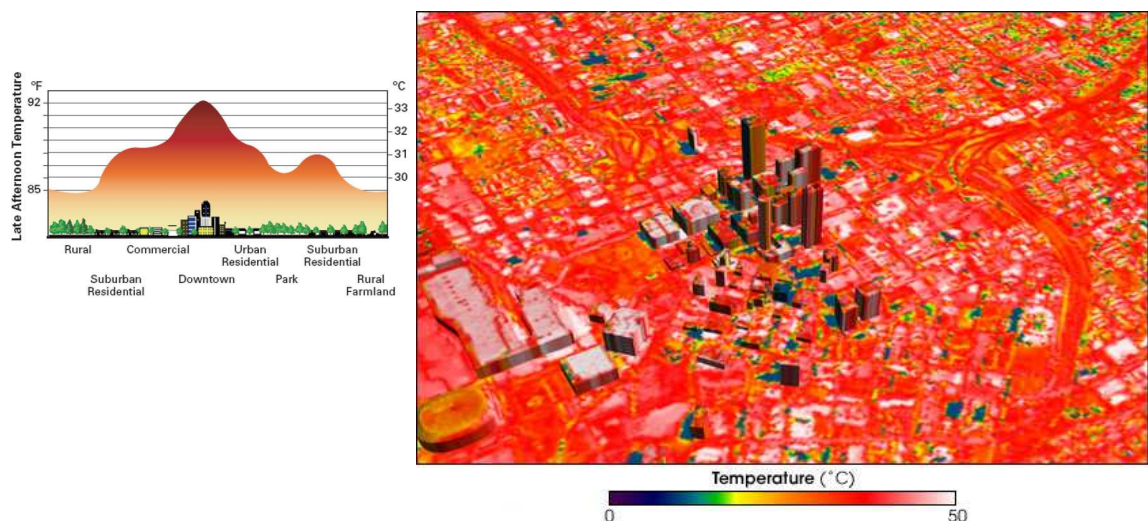 Late Afternoon Temperature
°F
92
85
°C
33
32
31
30
Rural
Commercial
Urban
Residential
Suburban
Residential
Suburban
Residential
Downtown
Park
Rural
Farmland
Temperature (°C)
0
50